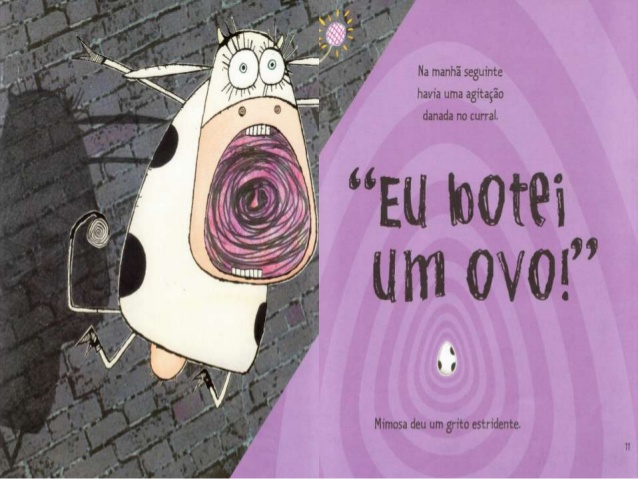 Na manhã seguinte
havia uma agitação
danada no curral.
“EU botei
um ovo!”
Mimosa deu um grito estridente.
11